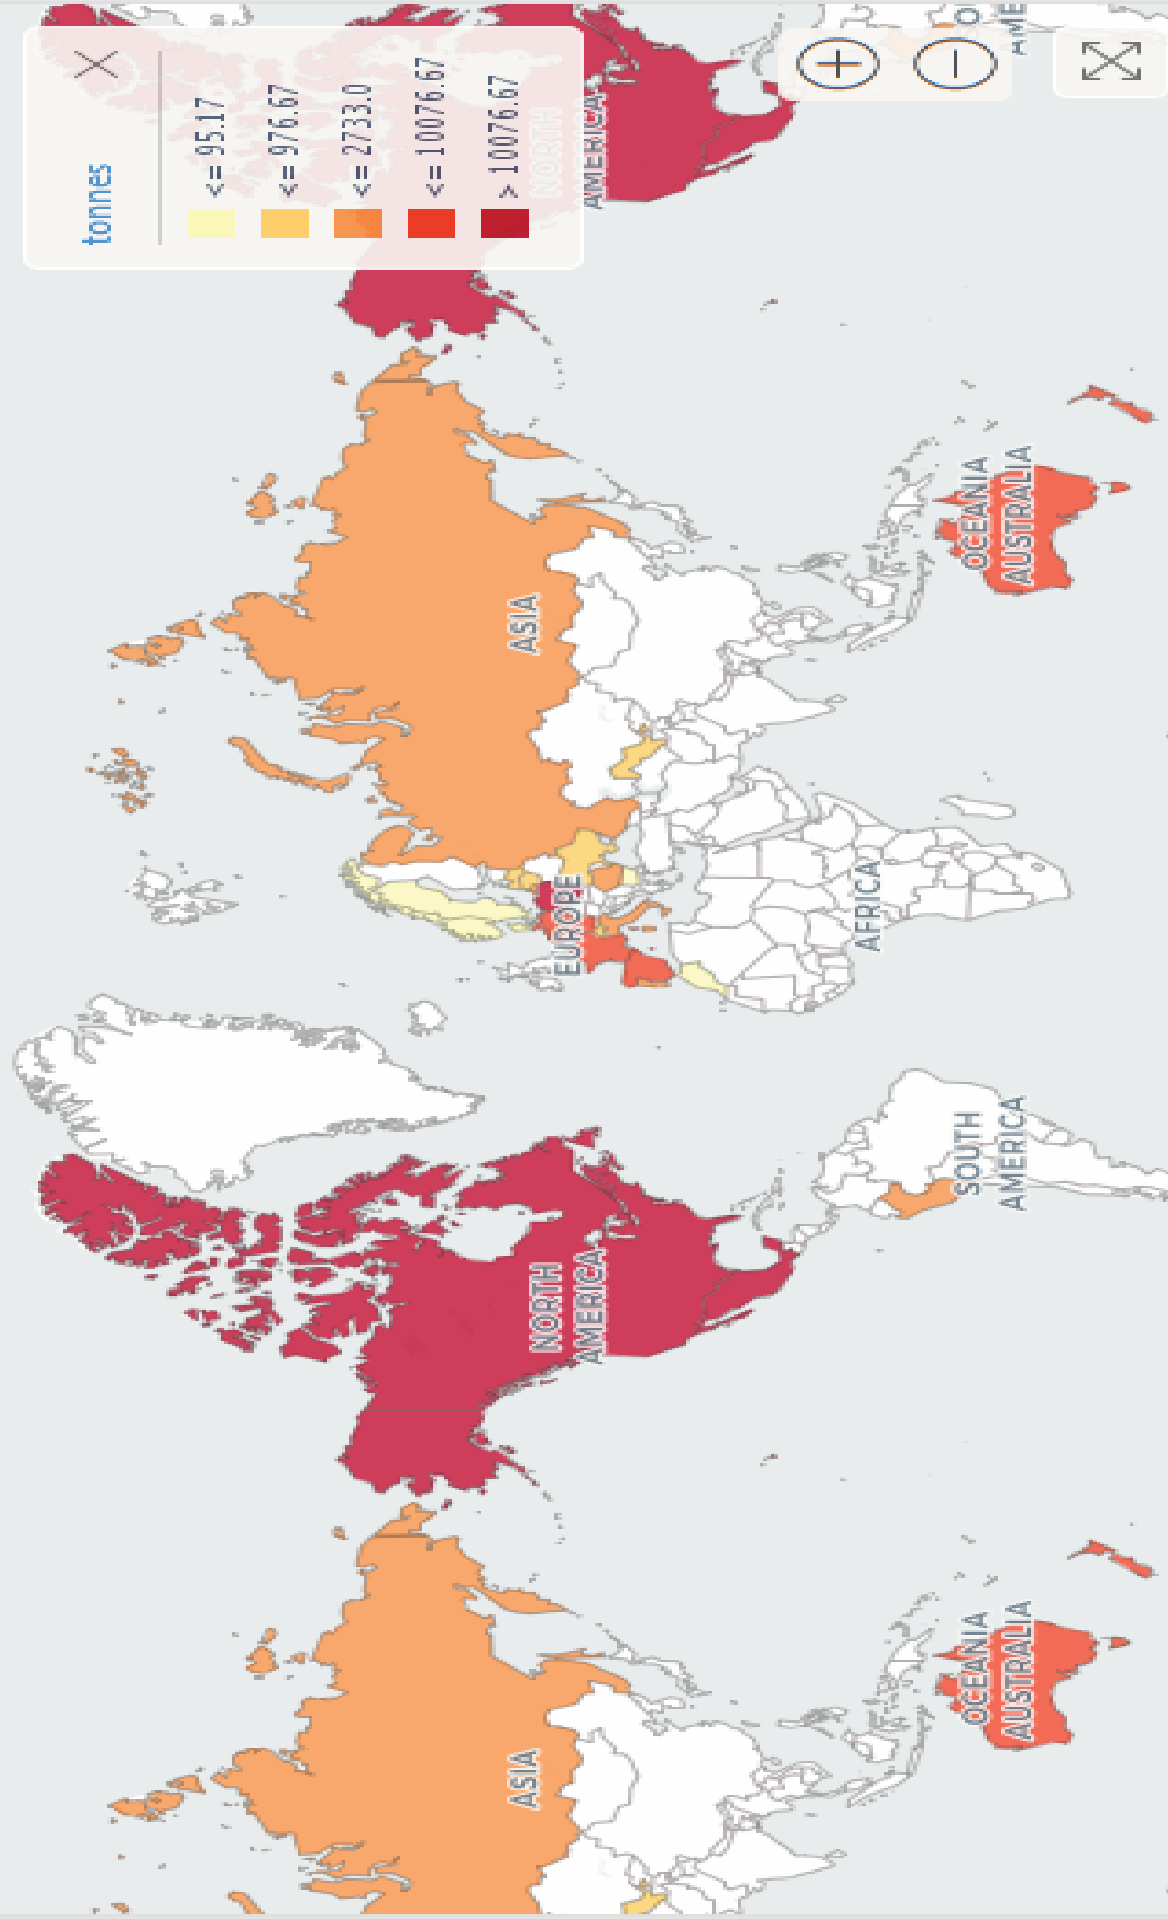 tonnes
<= 95.17
<= 976.67
<= 2733.0
<= 10076.67
> 10076.67
NORTH
AMERICA
O
AME
ASIA
OCEANIA
AUSTRALIA
EUROPE
AFRICA
NORTH
AMERICA
SOUTH
AMERICA
ASIA
OCEANIA
AUSTRALIA